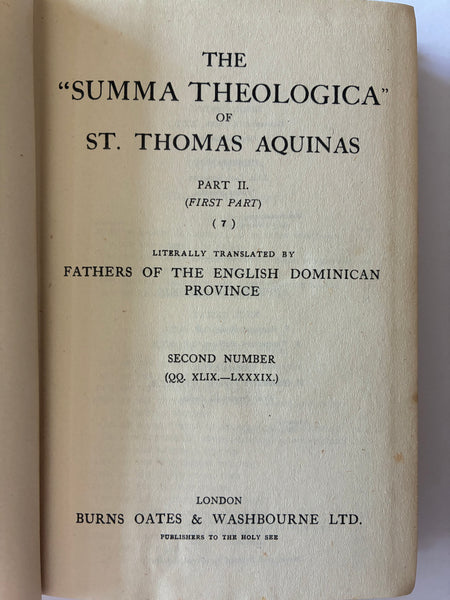 THE
“SUMMA THEOLOGICA”
OF
ST. THOMAS AQUINAS
PART II.
(FIRST PART)
(7)
LITERALLY TRANSLATED BY
FATHERS OF THE ENGLISH DOMINICAN
PROVINCE
SECOND NUMBER
(QQ. XLIX.—LXXXIX.)
LONDON
BURNS OATES & WASHBOURNE LTD.
PUBLISHERS TO THE HOLY SEE